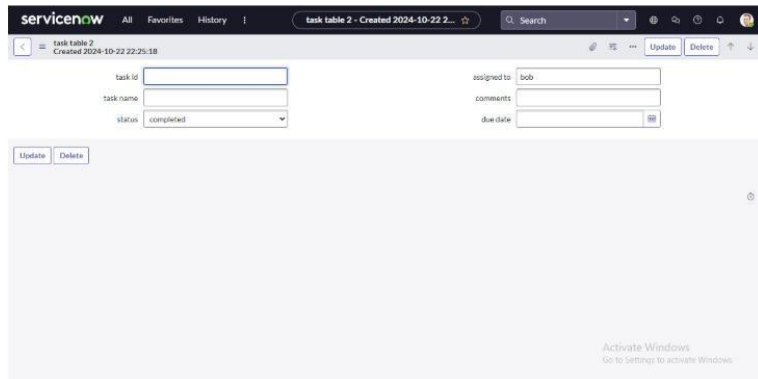 servicenow All Favorites History task table 2 - Created 2024-10-22 2... Search
task table 2
Created 2024-10-22 22:25:18
Update Delete
task id
assigned to bob
task name
comments
status completed
due date
Update Delete
Activate Windows
Go to Settings to activate Windows.